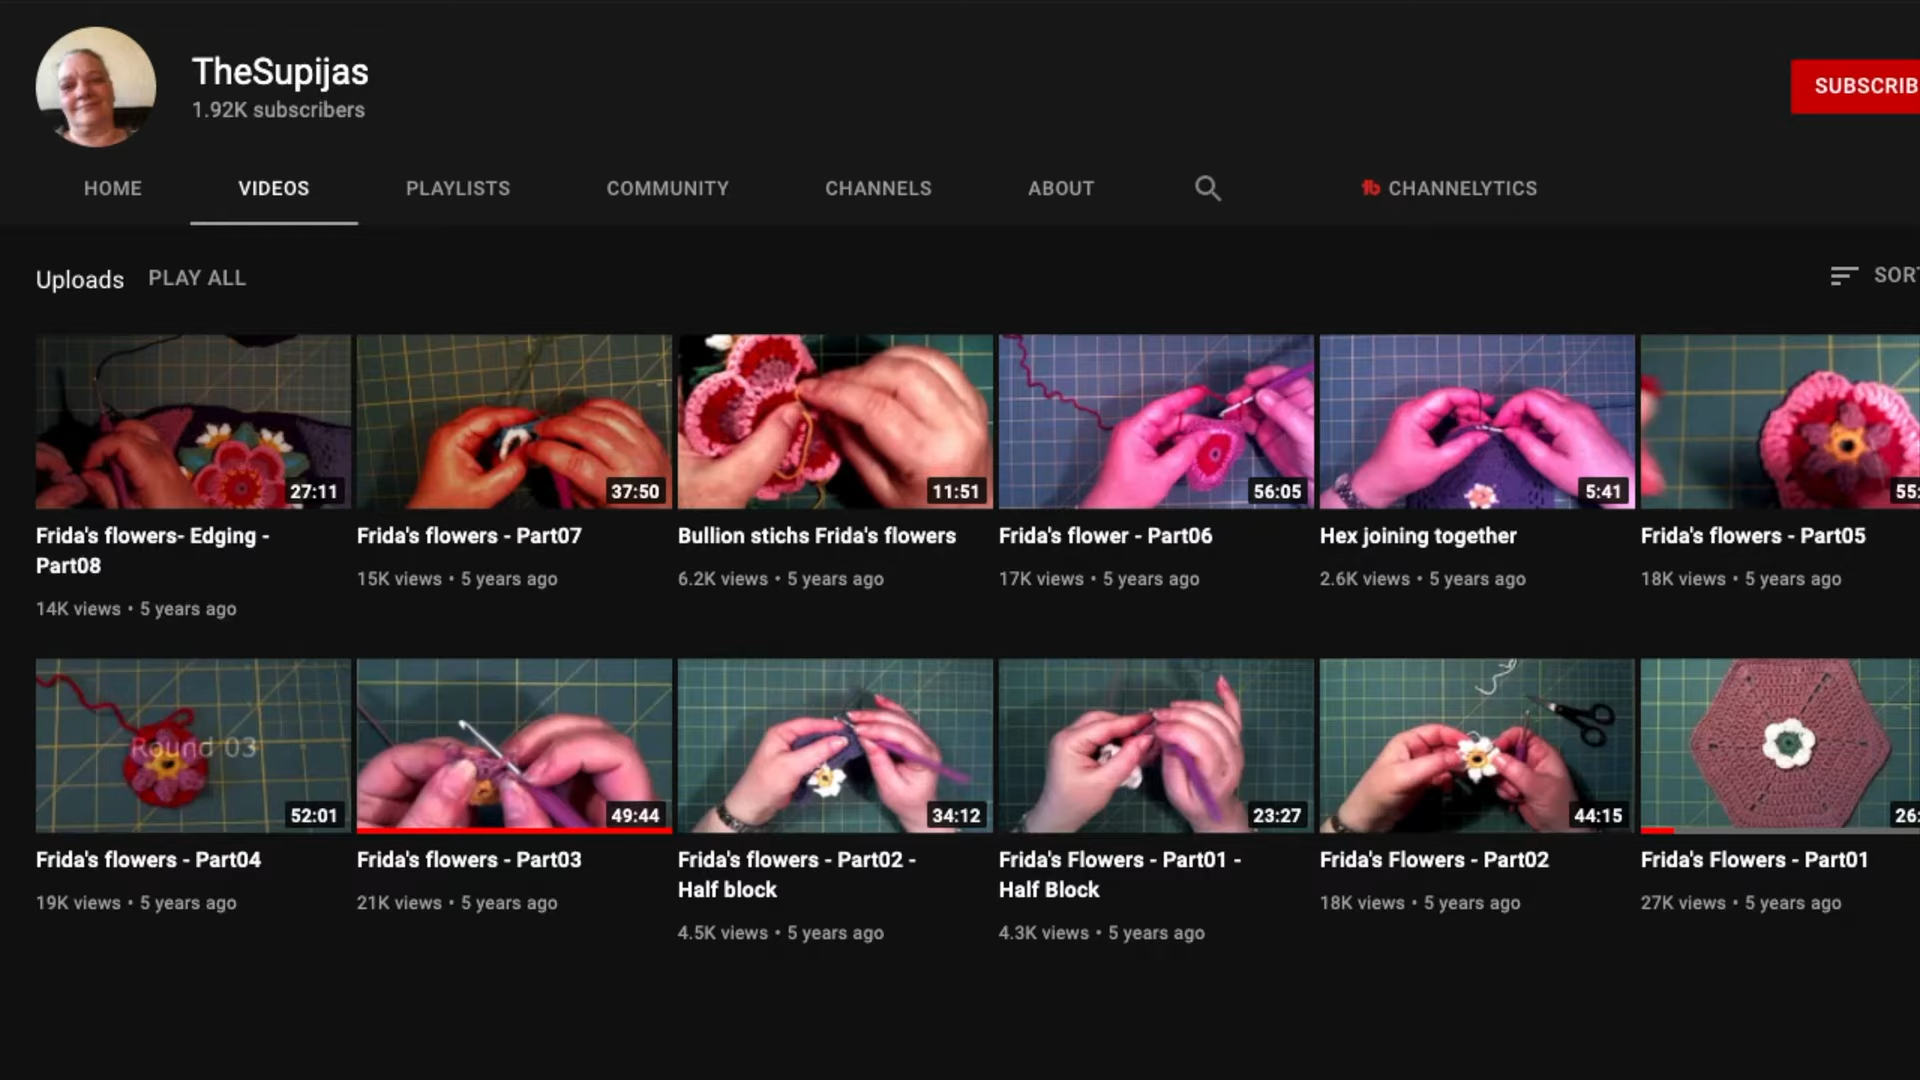 TheSupijas
1.92K subscribers
SUBSCRIB
HOME VIDEOS PLAYLISTS COMMUNITY CHANNELS ABOUT CHANNELYTICS
Uploads PLAY ALL SORT
27:11 37:50 11:51 56:05 5:41 55:
Frida's flowers- Edging - Frida's flowers - Part07 Bullion stichs Frida's flowers Frida's flower - Part06 Hex joining together Frida's flowers - Part05
Part08
15K views • 5 years ago 6.2K views • 5 years ago 17K views • 5 years ago 2.6K views • 5 years ago 18K views • 5 years ago
14K views • 5 years ago
Round 03
52:01 49:44 34:12 23:27 44:15 26:
Frida's flowers - Part04 Frida's flowers - Part03 Frida's flowers - Part02 - Frida's Flowers - Part01 - Frida's Flowers - Part02 Frida's Flowers - Part01
Half block Half Block
19K views • 5 years ago 21K views • 5 years ago 18K views • 5 years ago 27K views • 5 years ago
4.5K views • 5 years ago 4.3K views • 5 years ago